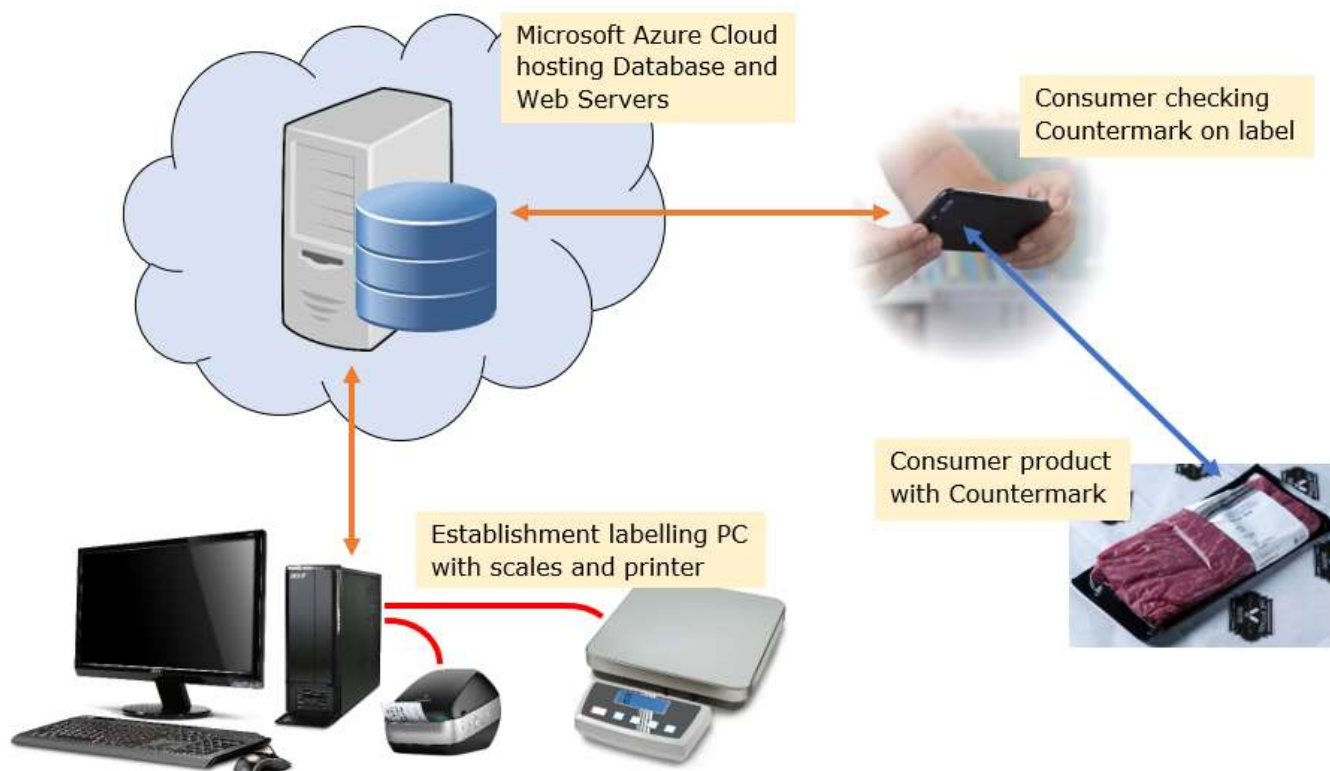 Microsoft Azure Cloud
hosting Database and
Web Servers
Consumer checking
Countermark on label
Consumer product
with Countermark
Establishment labelling PC
with scales and printer